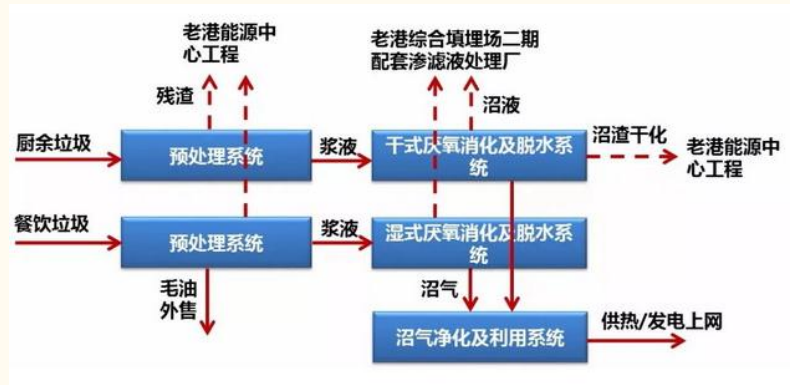 老港能源中
心工程
老港综合填埋场二期
配套渗滤液处理厂
残渣
沼液
厨余垃圾
预处理系统
浆液
干式厌氧消化及脱水系
统
沼渣干化
老港能源中
心工程
餐饮垃圾
预处理系统
浆液
湿式厌氧消化及脱水系
统
毛油
外售
沼气
沼气净化及利用系统
供热/发电上网